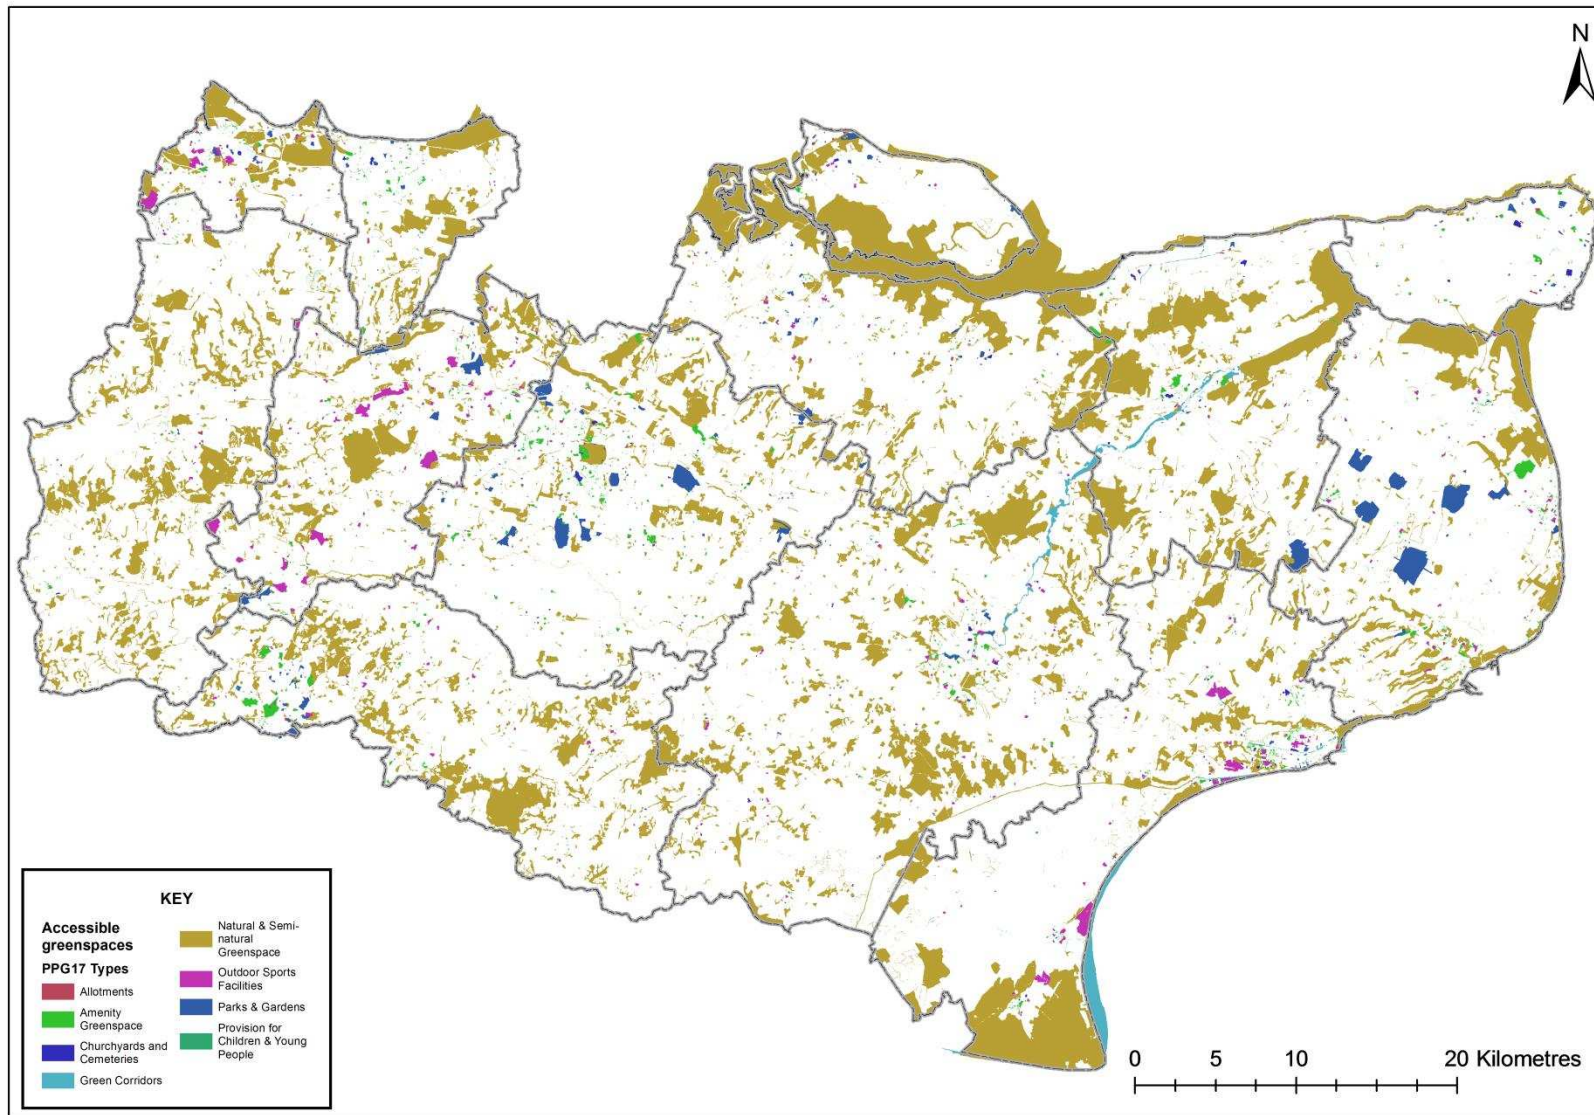 N
KEY
Accessible
greenspaces
PPG17 Types
Allotments
Amenity
Greenspace
Churchyards and
Cemeteries
Green Corridors
Natural & Semi-
natural
Greenspace
Outdoor Sports
Facilities
Parks & Gardens
Provision for
Children & Young
People
0 5 10 20 Kilometres